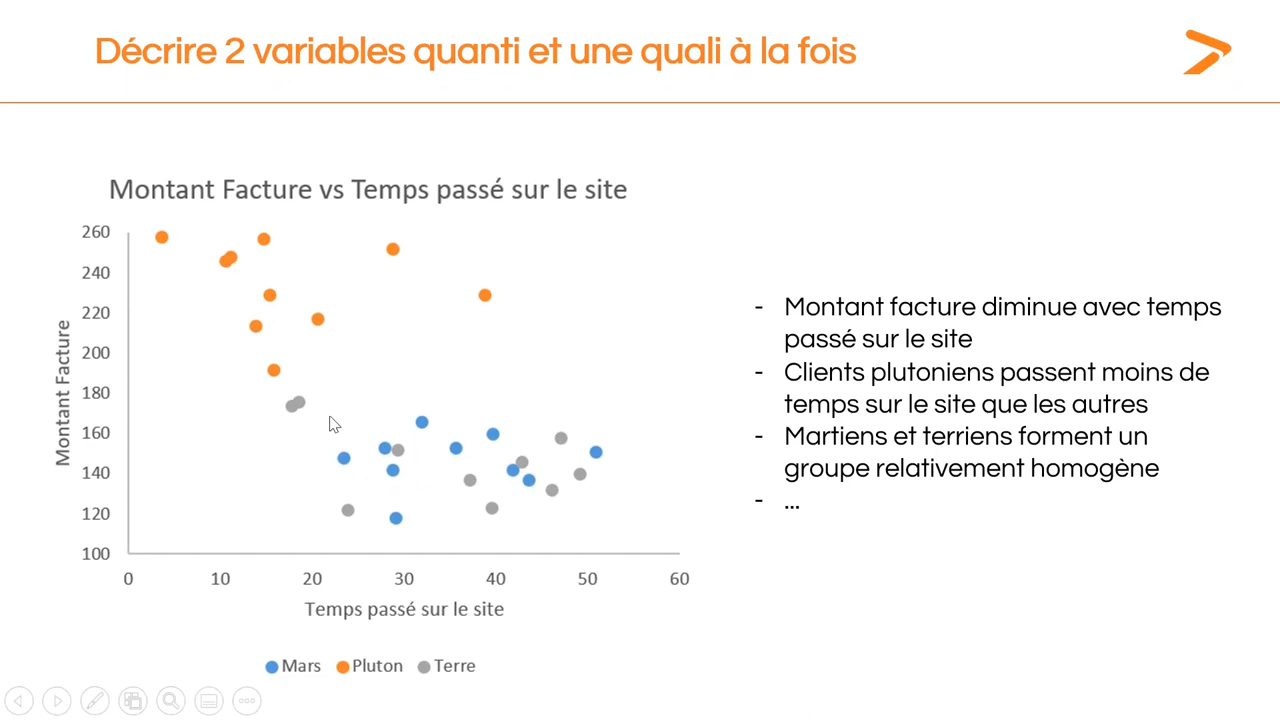 Décrire 2 variables quanti et une quali à la fois
Montant Facture vs Temps passé sur le site
260
240
220
200
180
160
140
120
100
Montant Facture
0 10 20 30 40 50 60
Temps passé sur le site
Mars Pluton Terre
- Montant facture diminue avec temps
passé sur le site
- Clients plutoniens passent moins de
temps sur le site que les autres
- Martiens et terriens forment un
groupe relativement homogène
- ...